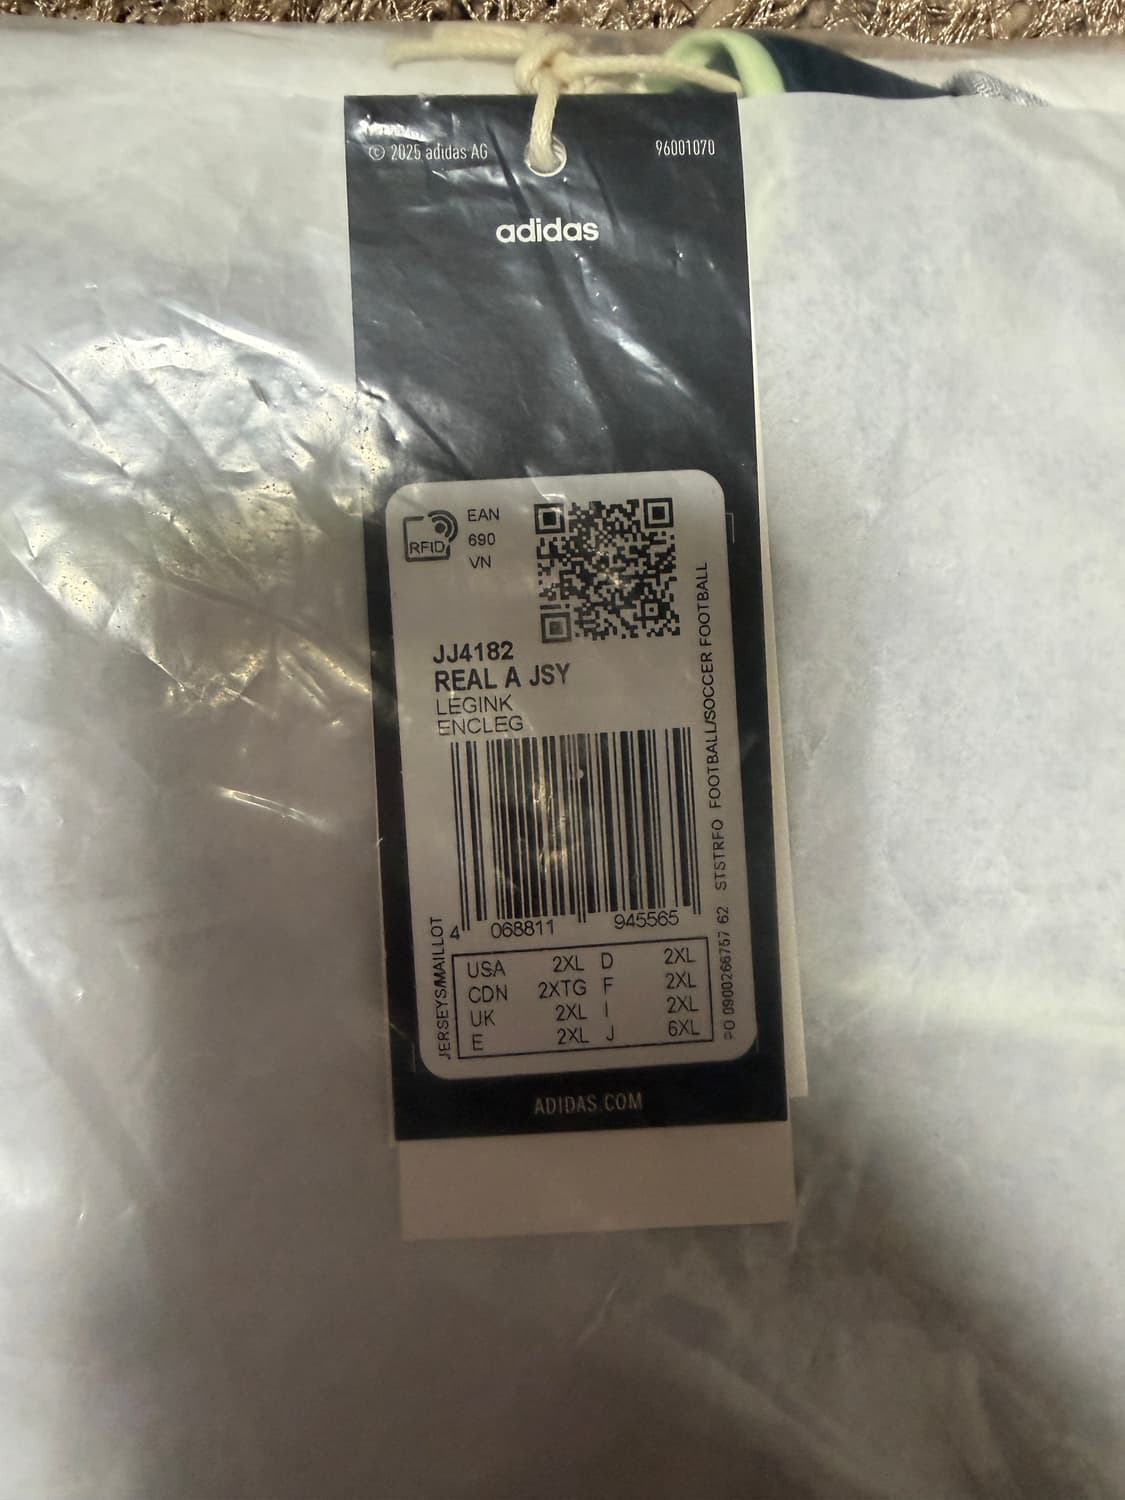 © 2025 adidas AG
96001070
adidas
RFID
EAN
690
VN
JJ4182
REAL A JSY
LEGINK
ENCLEG
4 068811 945565
USA 2XL D 2XL
CDN 2XTG F 2XL
UK 2XL I 2XL
E 2XL J 6XL
JERSEYS/MAILLOT
PO 0900266757 62 STSTRFO FOOTBALL/SOCCER FOOTBALL
ADIDAS.COM